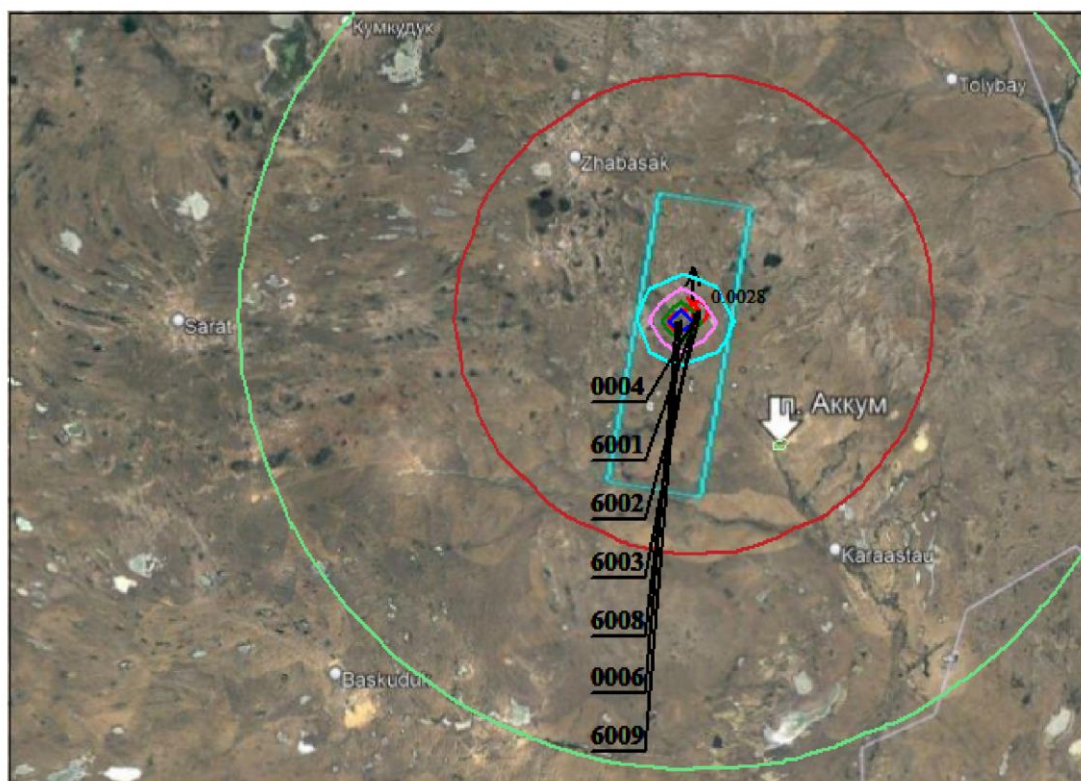 Кумкудук
Tolybay
Zhabasak
0.0028
Sarat
0004
п. Аккум
6001
6002
6003
Karaastau
6008
Baskuduk
0006
6009